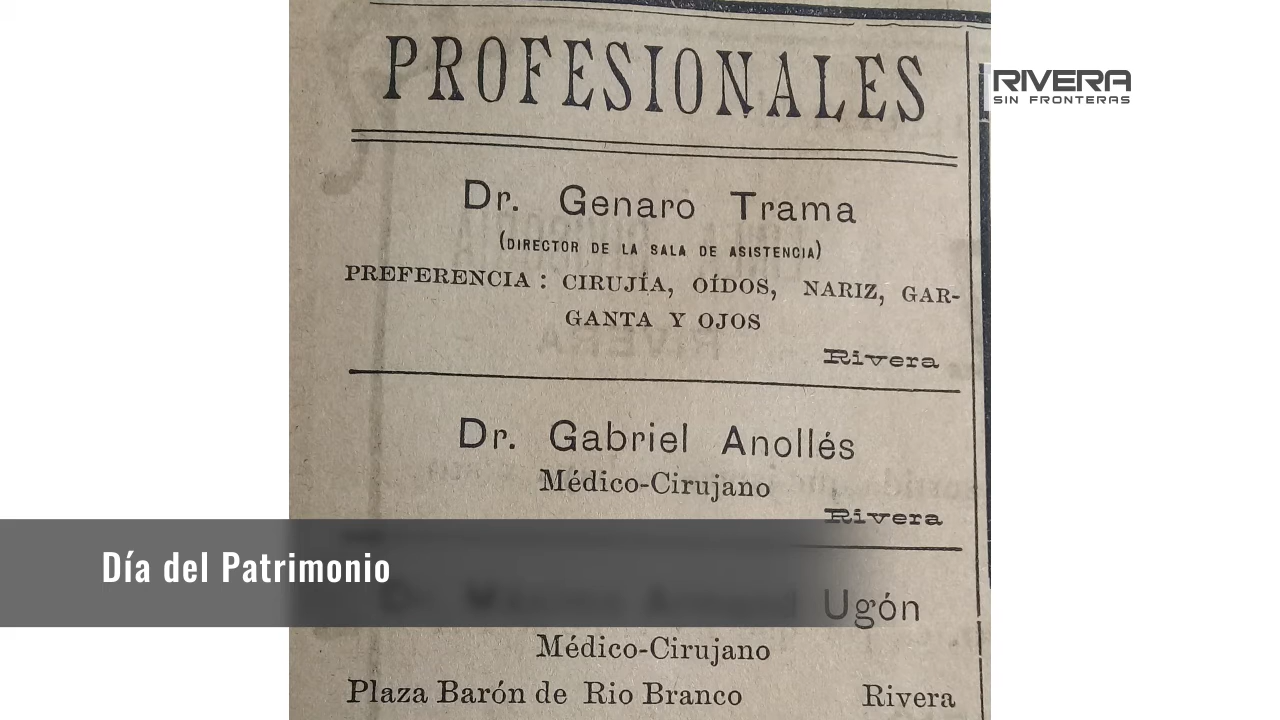 PROFESIONALES
RIVERA
SIN FRONTERAS
Dr. Genaro Trama
(DIRECTOR DE LA SALA DE ASISTENCIA)
PREFERENCIA: CIRUJÍA, OÍDOS, NARIZ, GAR-
GANTA Y OJOS
Rivera
Dr. Gabriel Anollés
Médico-Cirujano
Rivera
Día del Patrimonio
Ugón
Médico-Cirujano
Plaza Barón de Rio Branco Rivera